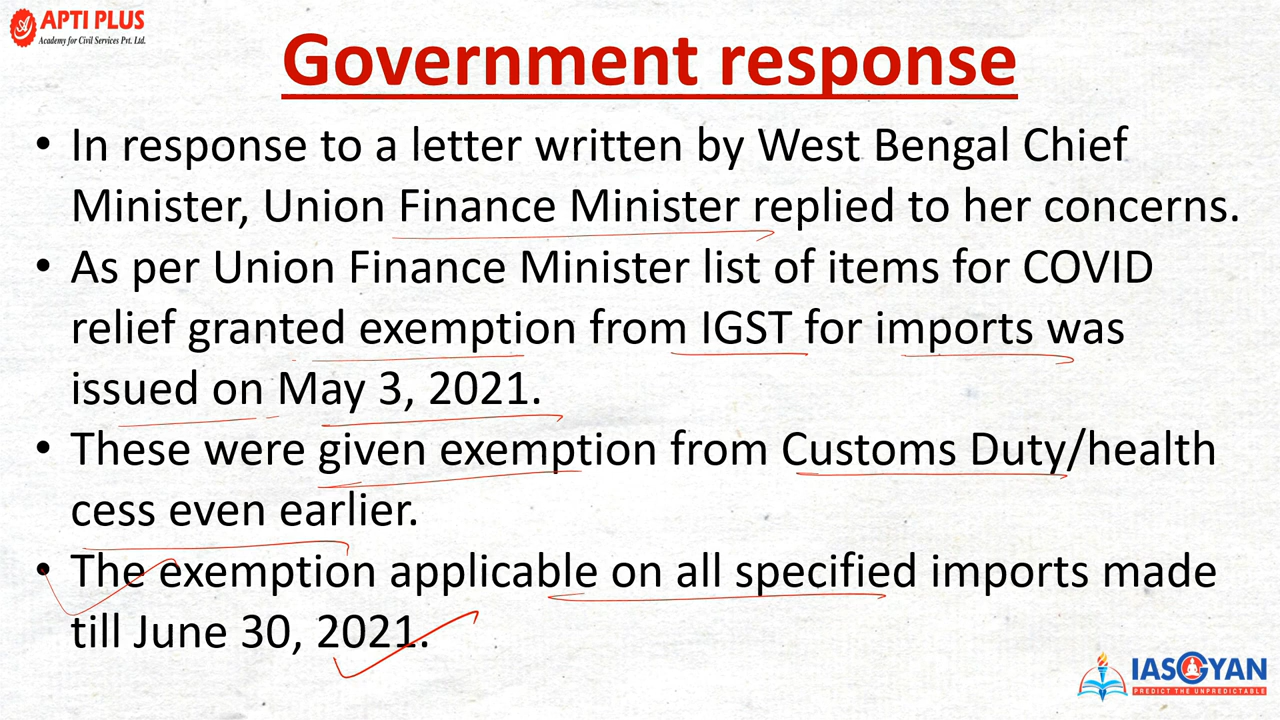 APTI PLUS
Academy for Civil Services Pvt. Ltd.
Government response
• In response to a letter written by West Bengal Chief
Minister, Union Finance Minister replied to her concerns.
• As per Union Finance Minister list of items for COVID
relief granted exemption from IGST for imports was
issued on May 3, 2021.
• These were given exemption from Customs Duty/health
cess even earlier.
• The exemption applicable on all specified imports made
till June 30, 2021.
IASGYAN
PREDICT THE UNPREDICTABLE